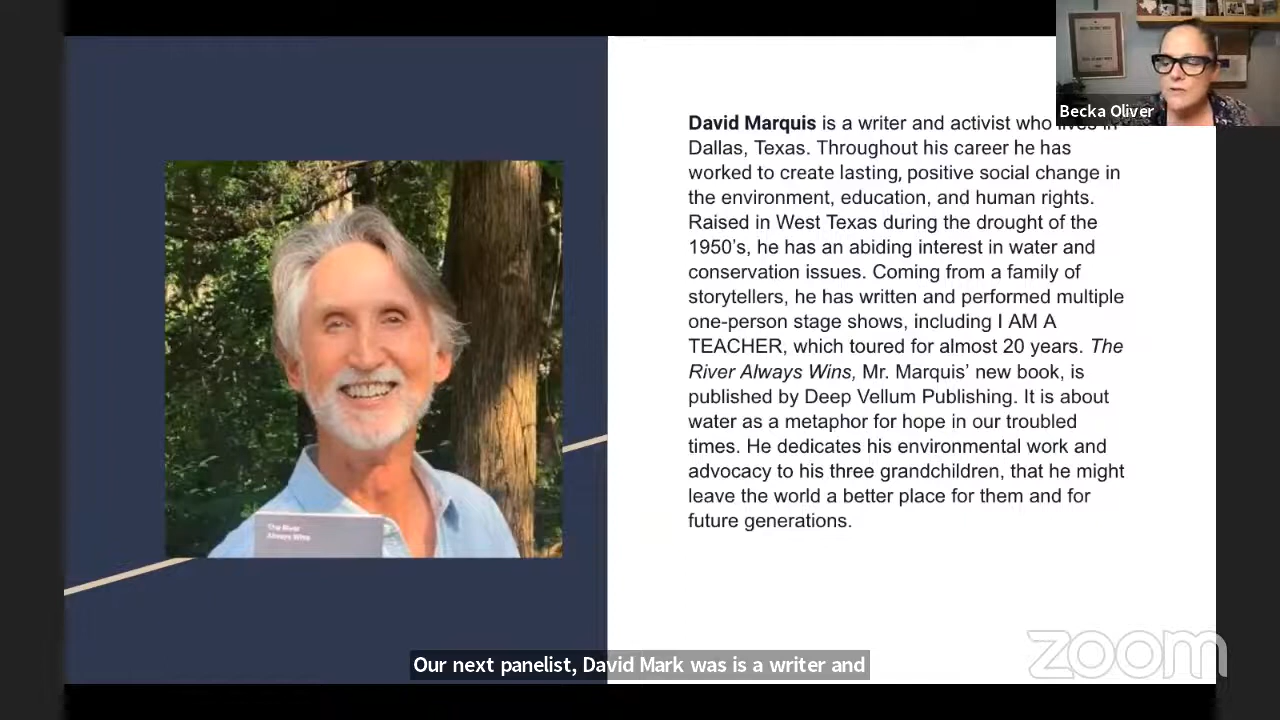 Becka Oliver
David Marquis is a writer and activist who lives in
Dallas, Texas. Throughout his career he has
worked to create lasting, positive social change in
the environment, education, and human rights.
Raised in West Texas during the drought of the
1950's, he has an abiding interest in water and
conservation issues. Coming from a family of
storytellers, he has written and performed multiple
one-person stage shows, including I AM A
TEACHER, which toured for almost 20 years. The
River Always Wins, Mr. Marquis' new book, is
published by Deep Vellum Publishing. It is about
water as a metaphor for hope in our troubled
times. He dedicates his environmental work and
advocacy to his three grandchildren, that he might
leave the world a better place for them and for
future generations.
The River
Always Wins
Our next panelist, David Mark was is a writer and
zoom